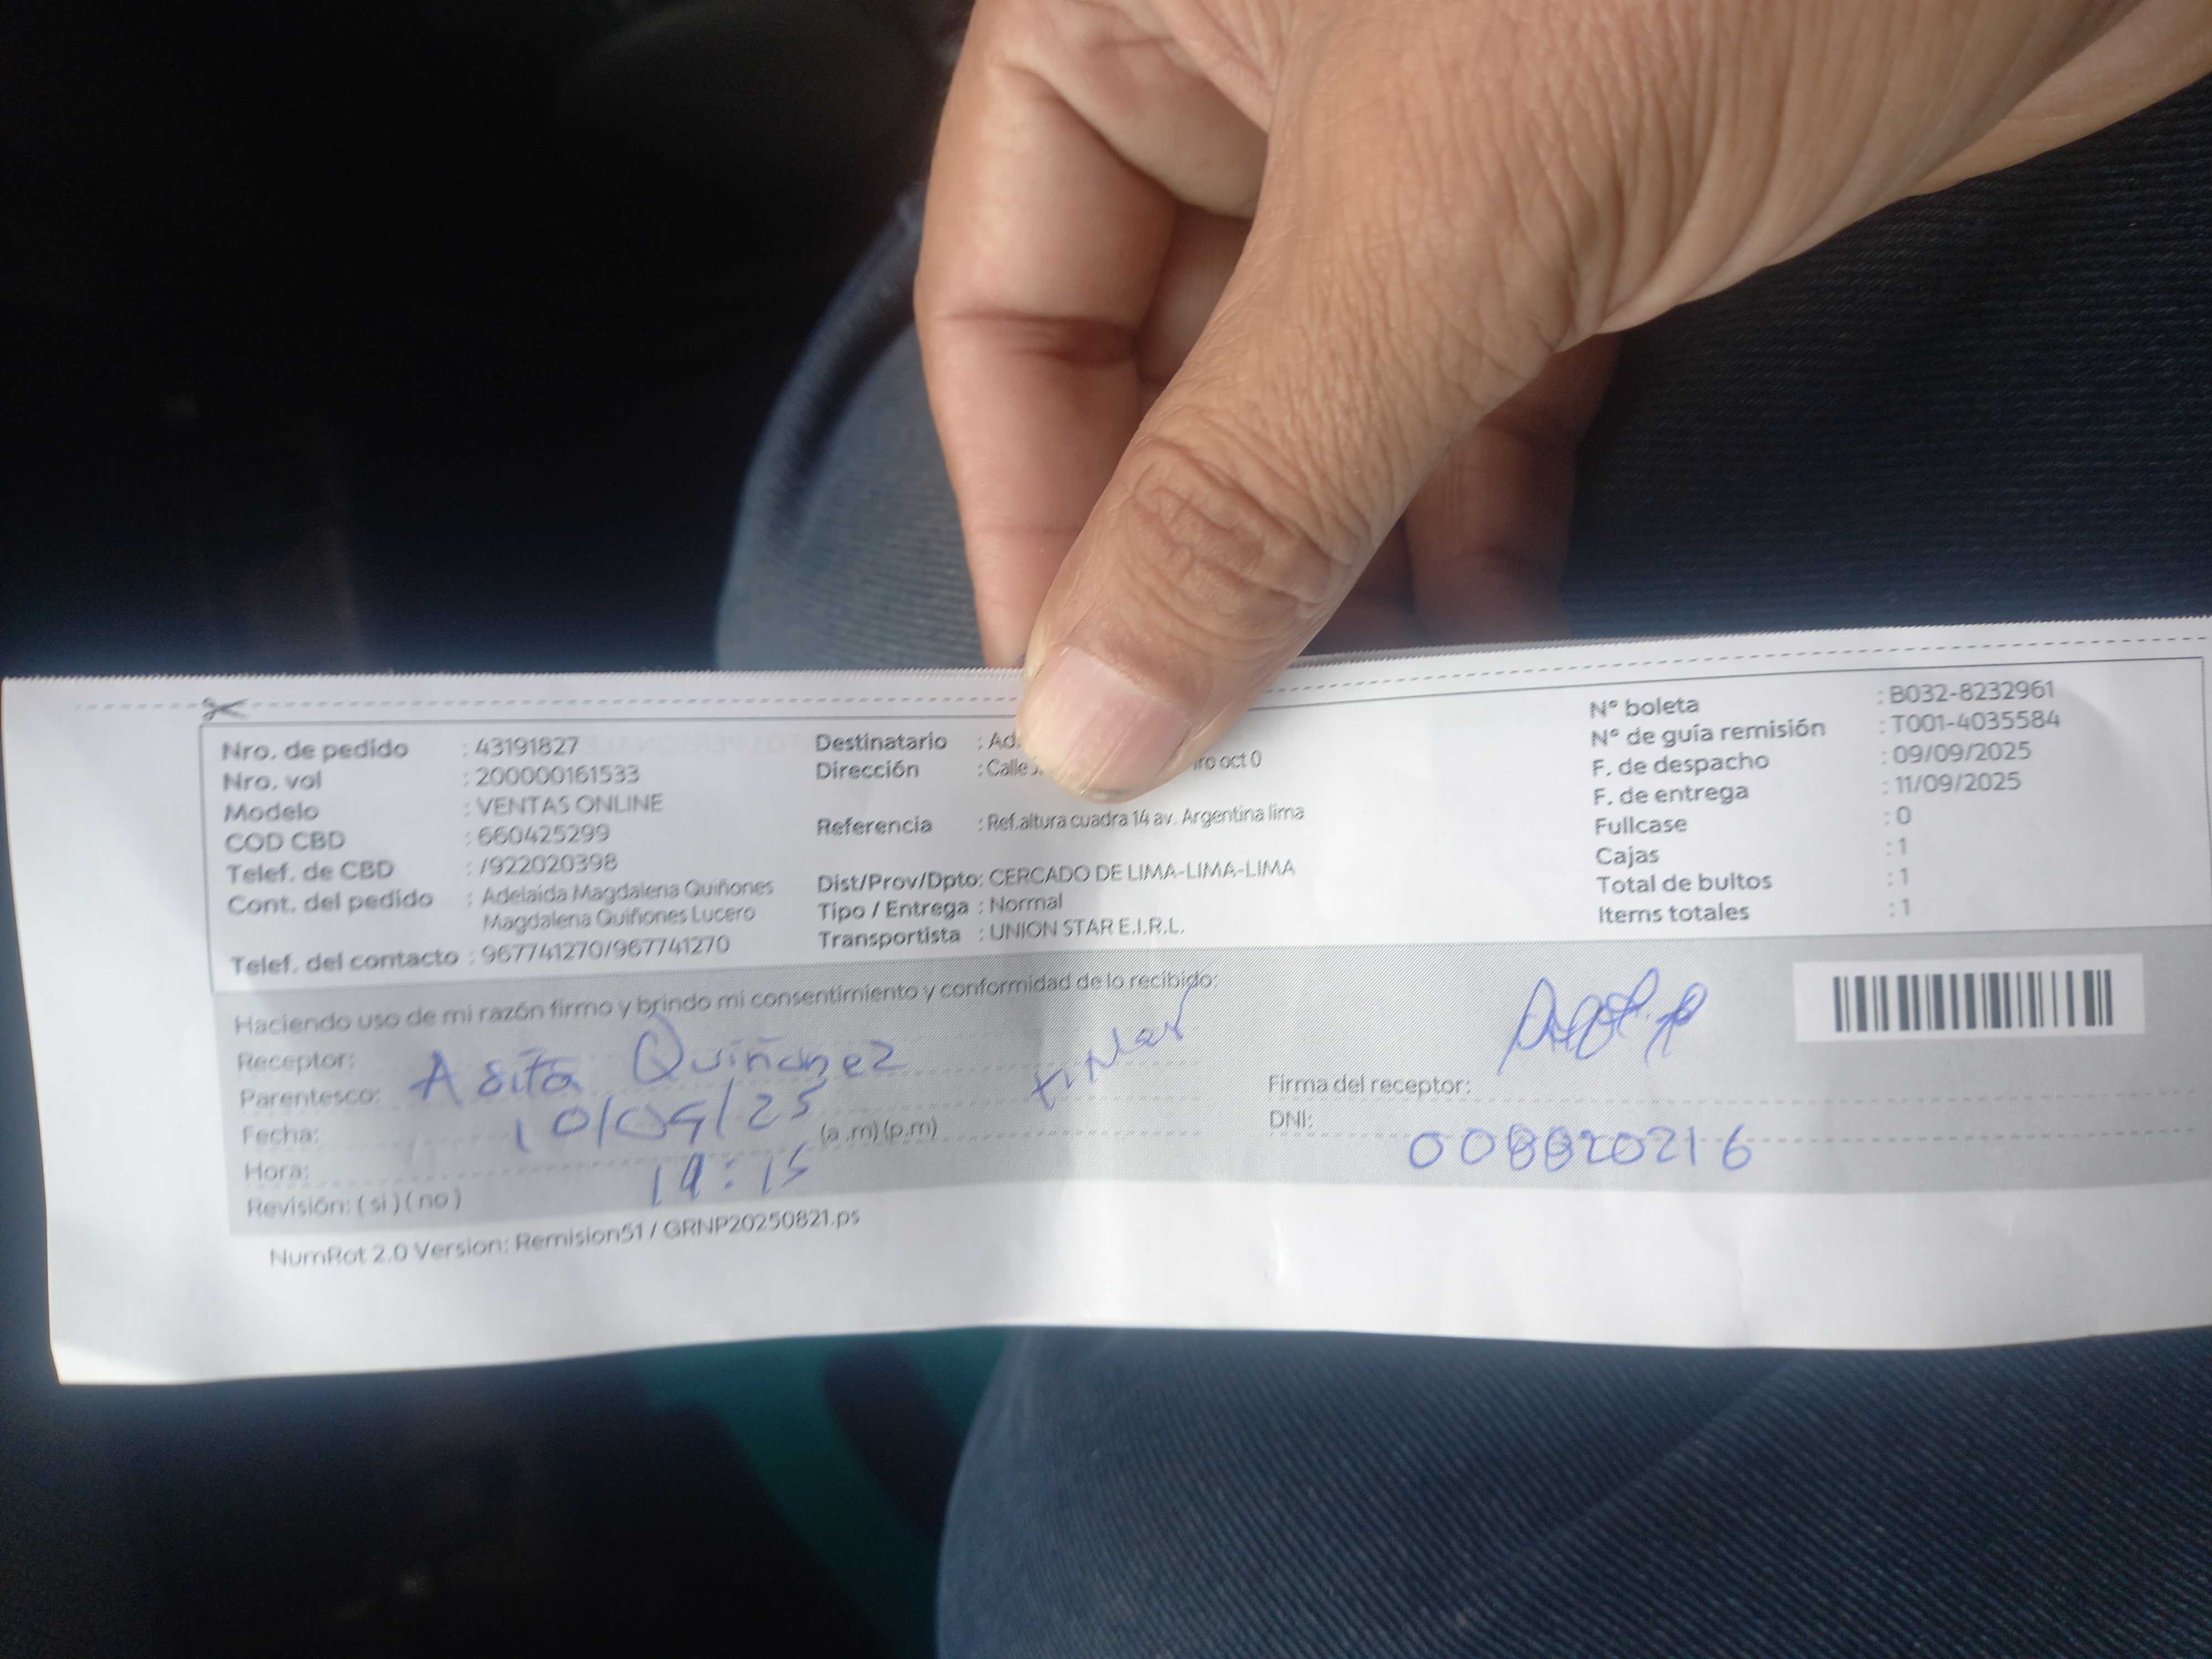 Nro. de pedido : 43191827
Nro. vol : 200000161533
Modelo : VENTAS ONLINE
COD CBD : 660425299
Telef. de CBD : /922020398
Cont. del pedido : Adelaida Magdalena Quiñones
Magdalena Quiñones Lucero
Telef. del contacto : 967741270/967741270
Destinatario : Ad
Dirección : Calle oct 0
Referencia : Ref.altura cuadra 14 av. Argentina lima
Dist/Prov/Dpto: CERCADO DE LIMA-LIMA-LIMA
Tipo / Entrega : Normal
Transportista : UNION STAR E.I.R.L.
N° boleta : B032-8232961
N° de guía remisión : T001-4035584
F. de despacho : 09/09/2025
F. de entrega : 11/09/2025
Fullcase : 0
Cajas : 1
Total de bultos : 1
Items totales : 1
Haciendo uso de mi razón firmo y brindo mi consentimiento y conformidad de lo recibido:
Receptor:
Parentesco: Quiñonez
Fecha: 10/09/25 (a .m) (p.m)
Hora: :15
Revisión: ( si ) ( no )
Firma del receptor:
DNI:
NumRot 2.0 Version: Remision51 / GRNP20250821.ps